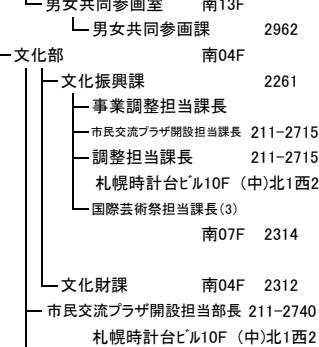 男女共同参画室 南13F
男女共同参画課 2962
文化部 南04F
文化振興課 2261
事業調整担当課長
市民交流プラザ開設担当課長 211-2715
調整担当課長 211-2715
札幌時計台ビル10F (中)北1西2
国際芸術祭担当課長(3)
南07F 2314
文化財課 南04F 2312
市民交流プラザ開設担当部長 211-2740
札幌時計台ビル10F (中)北1西2